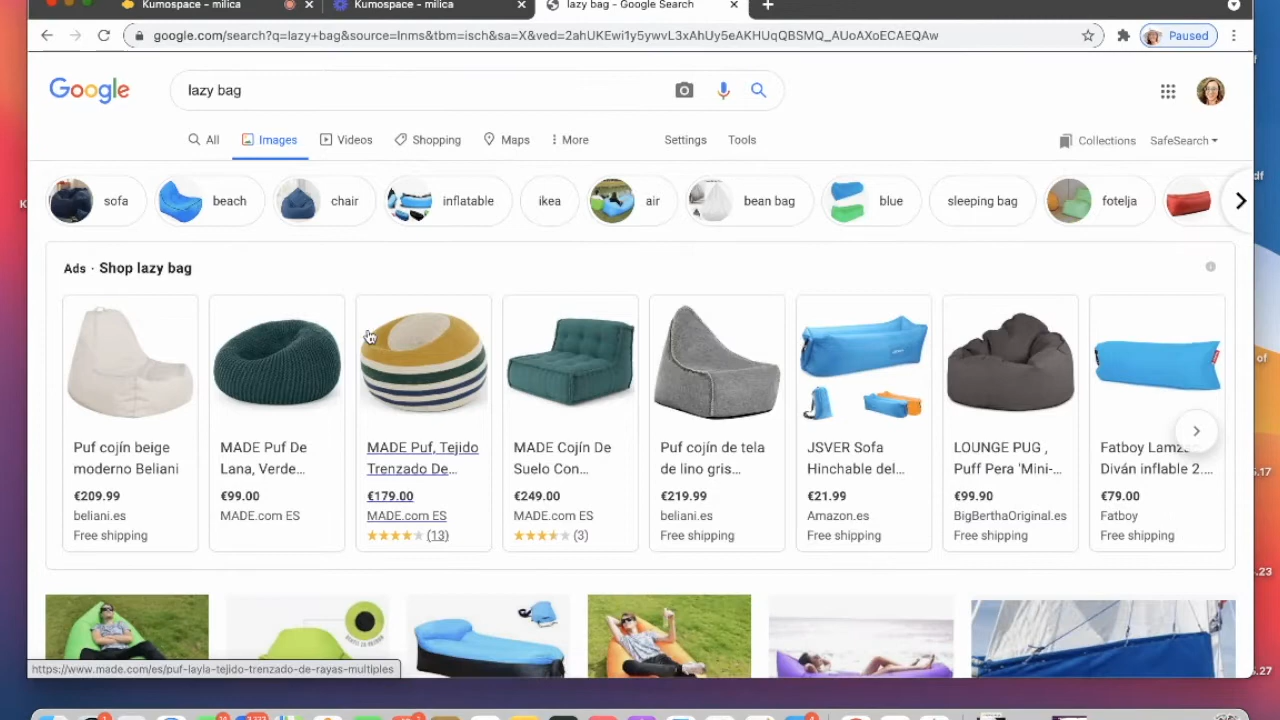 Kumospace - milica
Kumospace - milica
lazy bag - Google Search
google.com/search?q=lazy+bag&source=lnms&tbm=isch&sa=X&ved=2ahUKEwi1y5ywvL3xAhUy5eAKHUqQBSMQ_AUoAXoECAEQAw
Paused
Google
lazy bag
All
Images
Videos
Shopping
Maps
More
Settings
Tools
Collections
SafeSearch
sofa
beach
chair
inflatable
ikea
air
bean bag
blue
sleeping bag
fotelja
Ads · Shop lazy bag
Puf cojín beige
moderno Beliani
€209.99
beliani.es
Free shipping
MADE Puf De
Lana, Verde...
€99.00
MADE.com ES
MADE Puf, Tejido
Trenzado De...
€179.00
MADE.com ES
(13)
MADE Cojín De
Suelo Con...
€249.00
MADE.com ES
(3)
Puf cojín de tela
de lino gris...
€219.99
beliani.es
Free shipping
JSVER Sofa
Hinchable del...
€21.99
Amazon.es
Free shipping
LOUNGE PUG ,
Puff Pera 'Mini-...
€99.90
BigBerthaOriginal.es
Free shipping
Fatboy
Diván inflable 2....
€79.00
Fatboy
Free shipping
https://www.made.com/es/puf-layla-tejido-trenzado-de-rayas-multiples